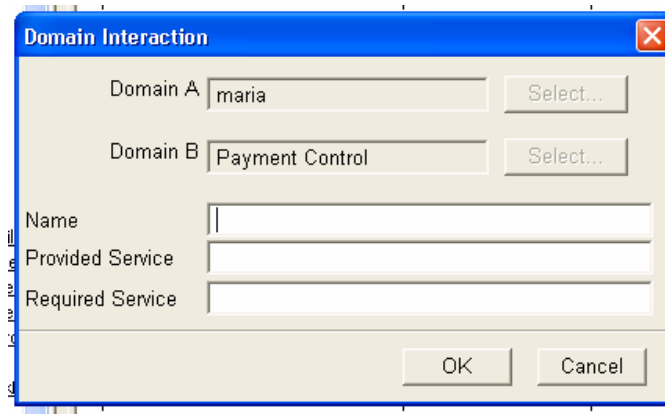 Domain Interaction
Domain A maria Select...
Domain B Payment Control Select...
Name
Provided Service
Required Service
OK Cancel